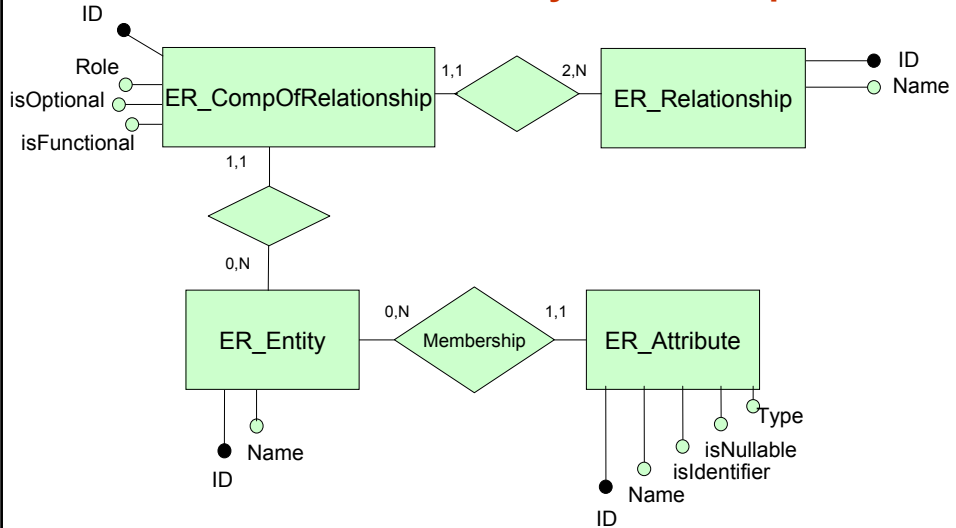 ID
Role
isOptional
isFunctional
ER_CompOfRelationship
1,1
2,N
ER_Relationship
ID
Name
1,1
0,N
ER_Entity
0,N
Membership
1,1
ER_Attribute
ID
Name
ID
Name
isIdentifier
isNullable
Type